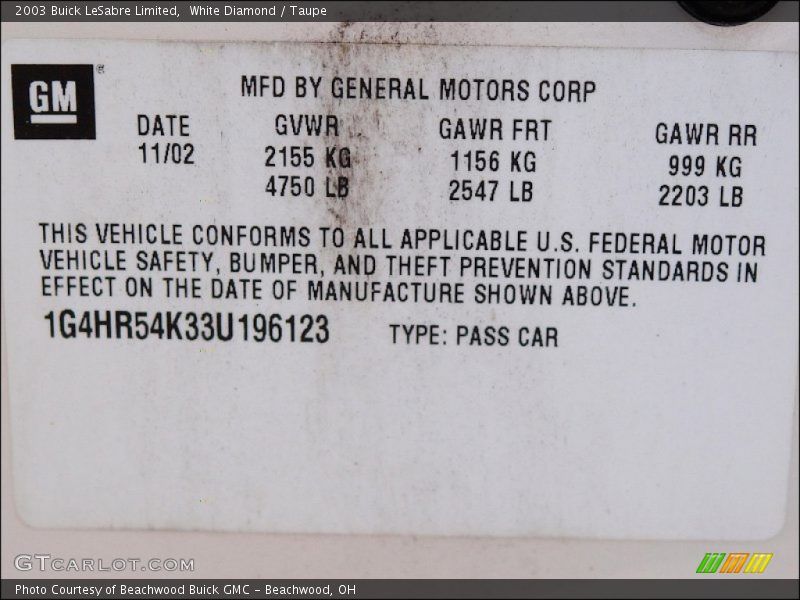 2003 Buick LeSabre Limited,  White Diamond / Taupe
GM®
MFD BY GENERAL MOTORS CORP
DATE GVWR GAWR FRT GAWR RR
11/02 2155 KG 1156 KG 999 KG
4750 LB 2547 LB 2203 LB
THIS VEHICLE CONFORMS TO ALL APPLICABLE U.S. FEDERAL MOTOR
VEHICLE SAFETY, BUMPER, AND THEFT PREVENTION STANDARDS IN
EFFECT ON THE DATE OF MANUFACTURE SHOWN ABOVE.
1G4HR54K33U196123 TYPE: PASS CAR
GTCARLOT.COM
Photo Courtesy of Beachwood Buick GMC – Beachwood, OH